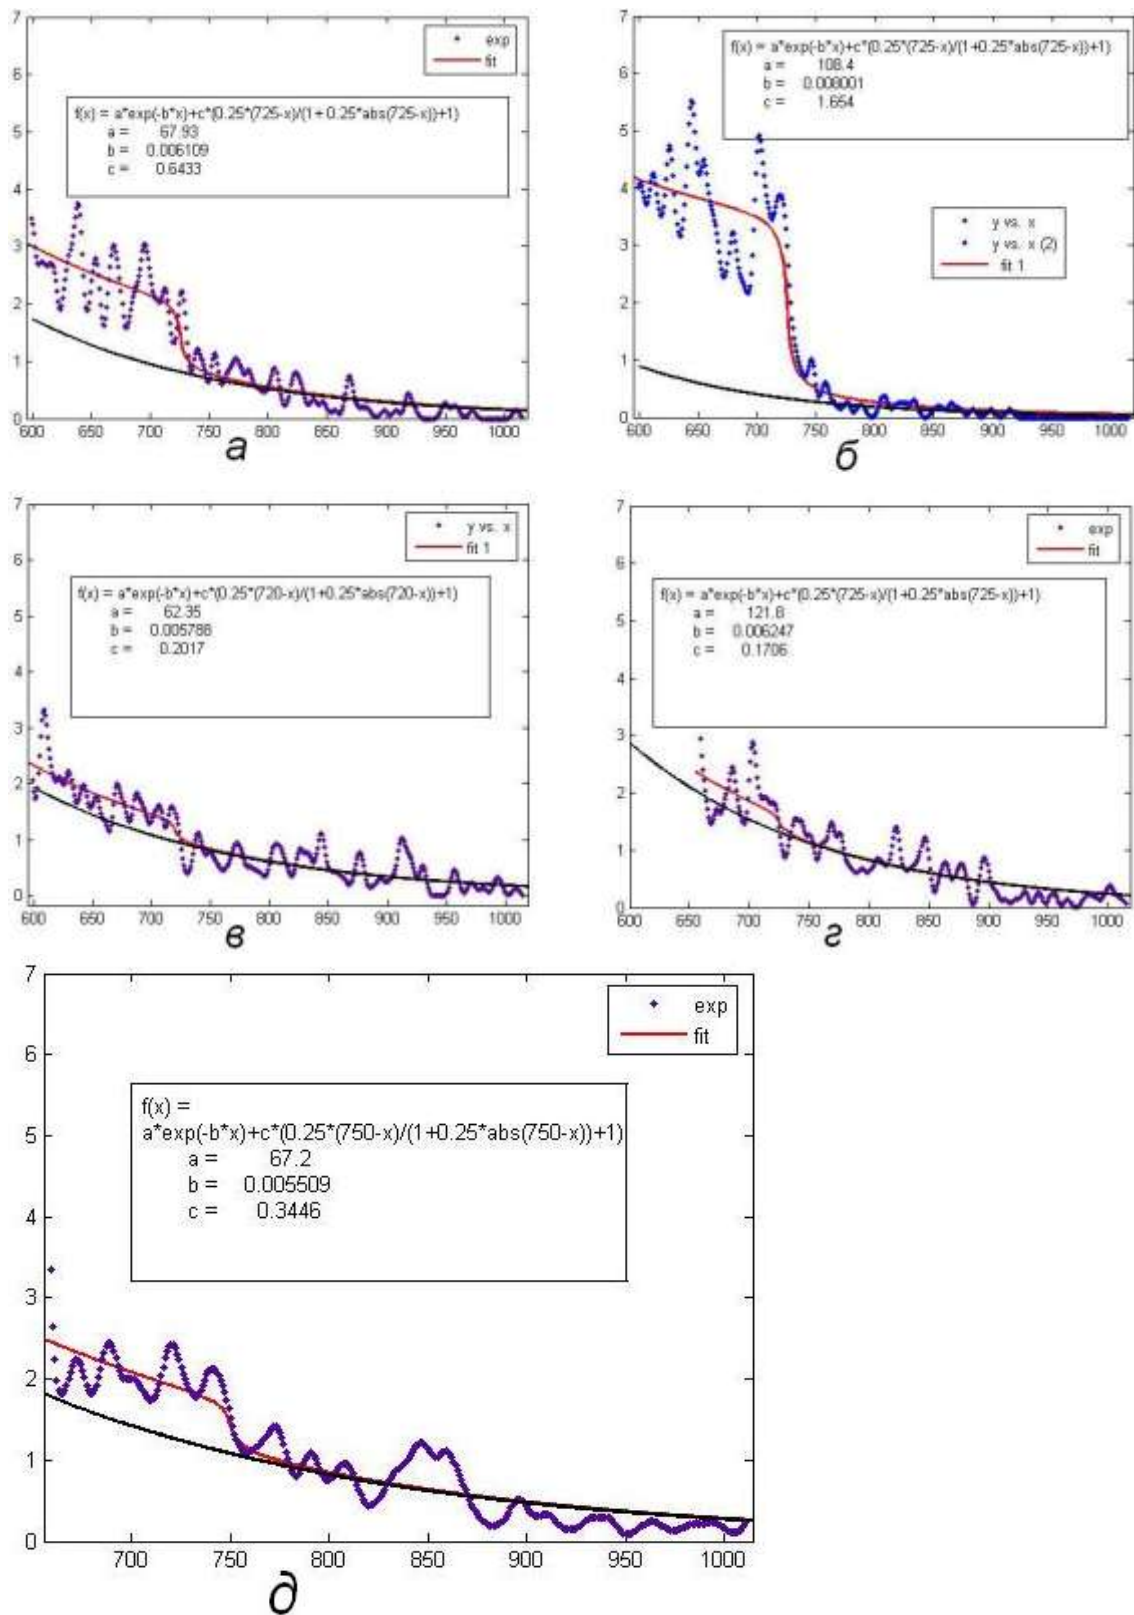 7
6
5
4
3
2
1
0
600 650 700 750 800 850 900 950 1000
exp
fit
f(x) = a*exp(-b*x)+c*(0.25*(725-x)/(1+0.25*abs(725-x))+1)
a = 67.93
b = 0.006109
c = 0.6433
а
7
6
5
4
3
2
1
0
600 650 700 750 800 850 900 950 1000
f(x) = a*exp(-b*x)+c*(0.25*(725-x)/(1+0.25*abs(725-x))+1)
a = 108.4
b = 0.008001
c = 1.654
y vs. x
y vs. x (2)
fit 1
б
7
6
5
4
3
2
1
0
600 650 700 750 800 850 900 950 1000
y vs. x
fit 1
f(x) = a*exp(-b*x)+c*(0.25*(720-x)/(1+0.25*abs(720-x))+1)
a = 62.35
b = 0.005788
c = 0.2017
в
7
6
5
4
3
2
1
0
600 650 700 750 800 850 900 950 1000
exp
fit
f(x) = a*exp(-b*x)+c*(0.25*(725-x)/(1+0.25*abs(725-x))+1)
a = 121.8
b = 0.006247
c = 0.1706
г
7
6
5
4
3
2
1
0
700 750 800 850 900 950 1000
exp
fit
f(x) =
a*exp(-b*x)+c*(0.25*(750-x)/(1+0.25*abs(750-x))+1)
a = 67.2
b = 0.005509
c = 0.3446
д